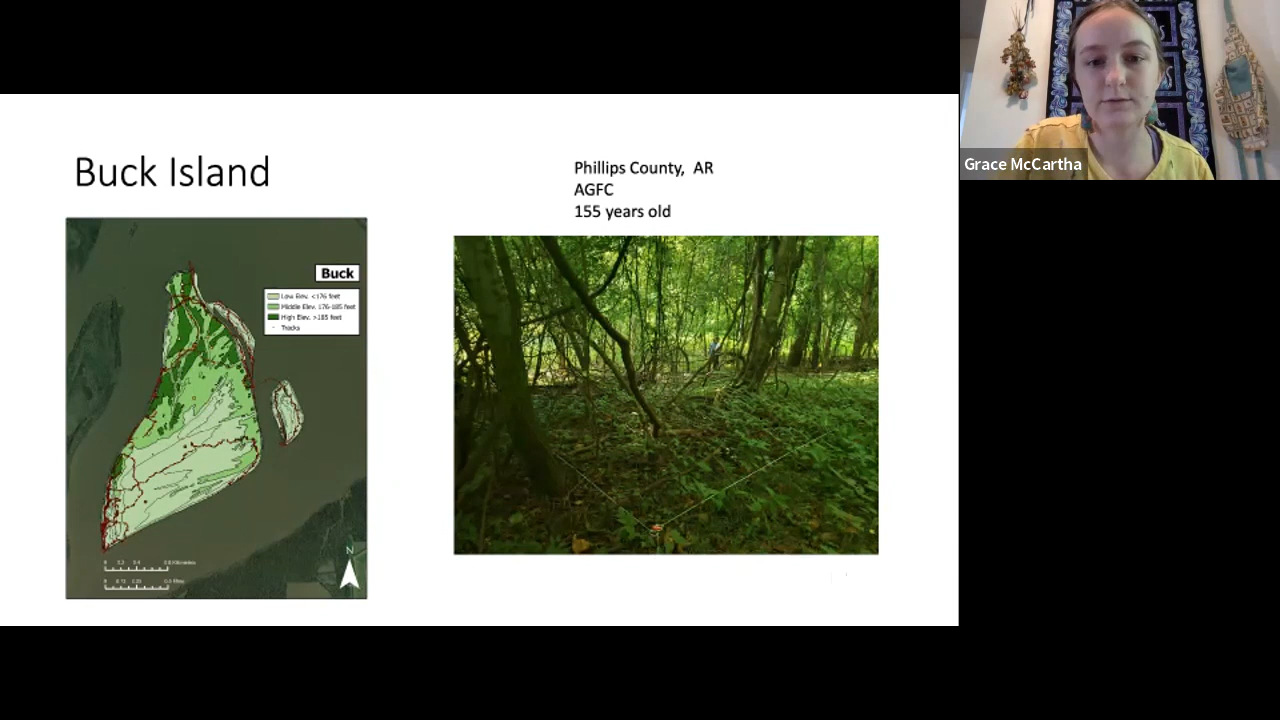 Buck Island
Phillips County, AR
AGFC
155 years old
Grace McCartha
Buck
Low Elev. <176 feet
Middle Elev. 176-185 feet
High Elev. >185 feet
Tracks
N